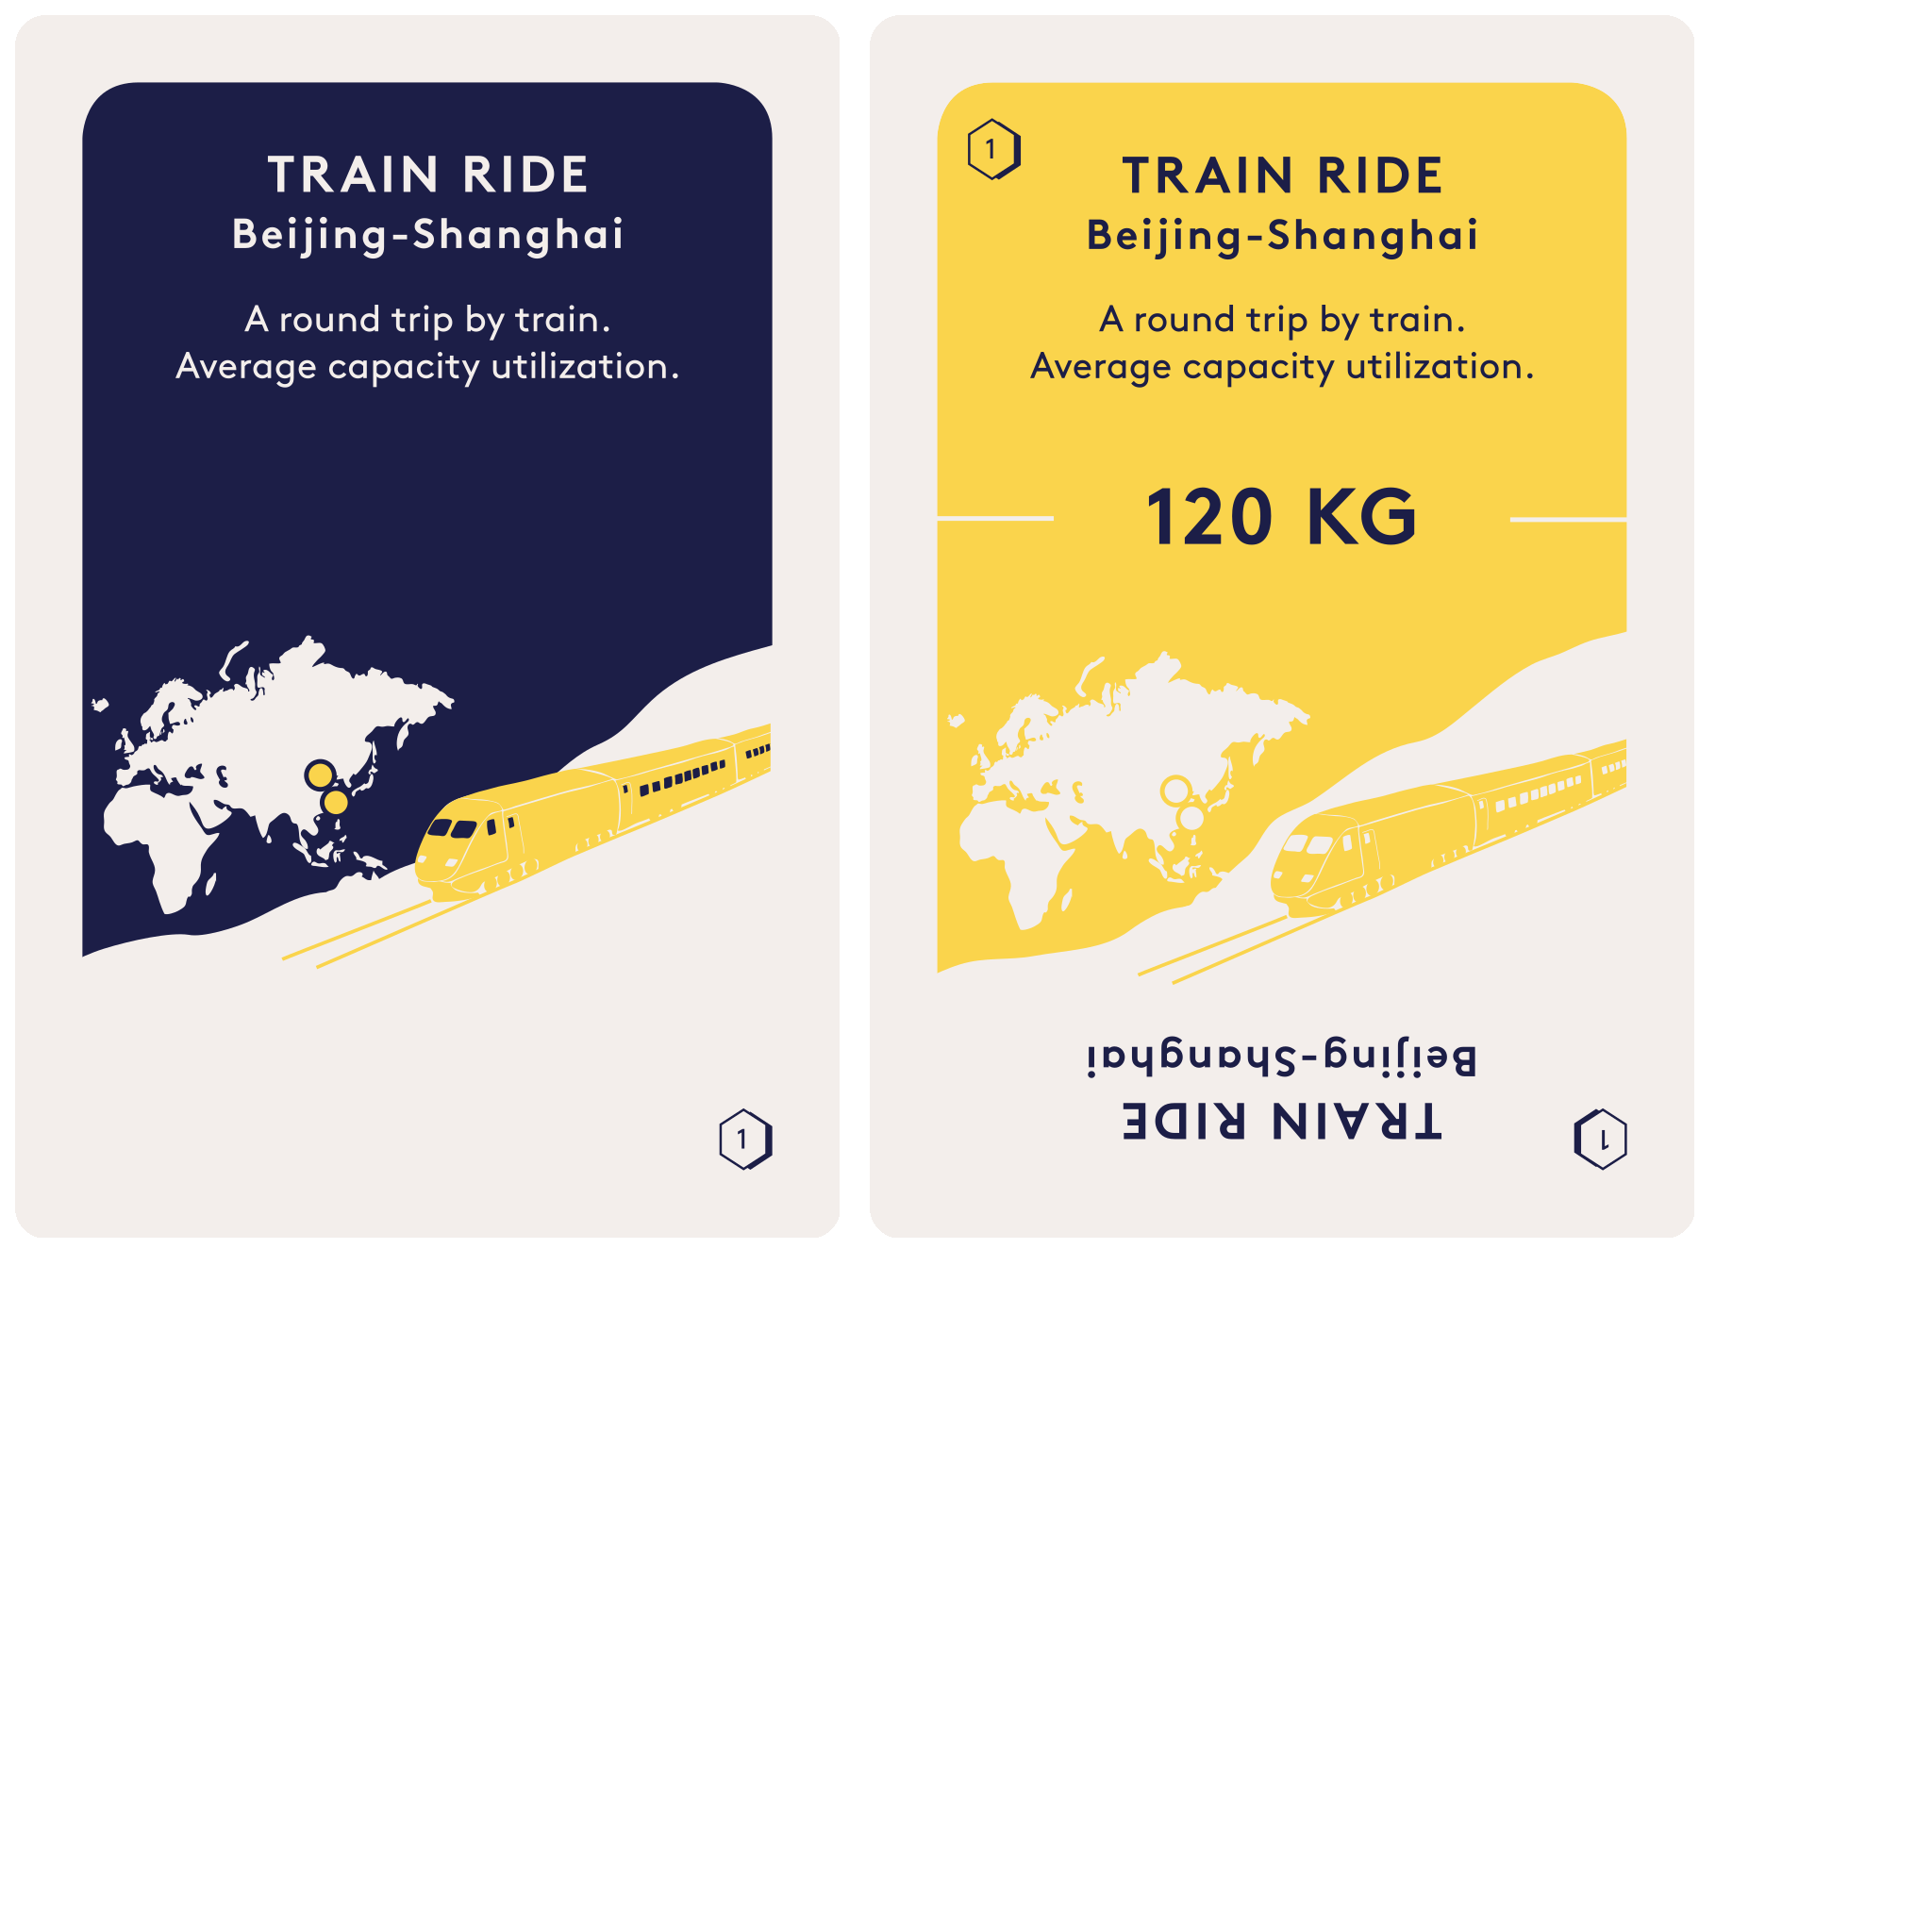 TRAIN RIDE
Beijing-Shanghai
A round trip by train.
Average capacity utilization.
1
1
TRAIN RIDE
Beijing-Shanghai
A round trip by train.
Average capacity utilization.
120 KG
Beijing-Shanghai
TRAIN RIDE
1